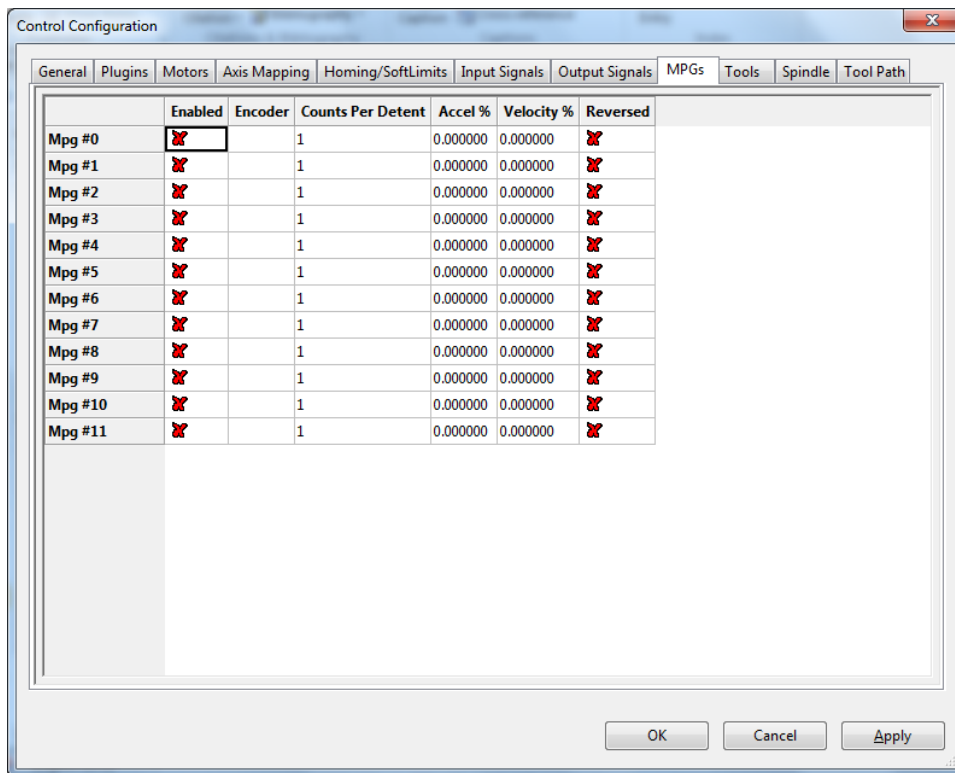 Control Configuration
General Plugins Motors Axis Mapping Homing/SoftLimits Input Signals Output Signals MPGs Tools Spindle Tool Path
Enabled Encoder Counts Per Detent Accel % Velocity % Reversed
Mpg #0 1 0.000000 0.000000
Mpg #1 1 0.000000 0.000000
Mpg #2 1 0.000000 0.000000
Mpg #3 1 0.000000 0.000000
Mpg #4 1 0.000000 0.000000
Mpg #5 1 0.000000 0.000000
Mpg #6 1 0.000000 0.000000
Mpg #7 1 0.000000 0.000000
Mpg #8 1 0.000000 0.000000
Mpg #9 1 0.000000 0.000000
Mpg #10 1 0.000000 0.000000
Mpg #11 1 0.000000 0.000000
OK Cancel Apply